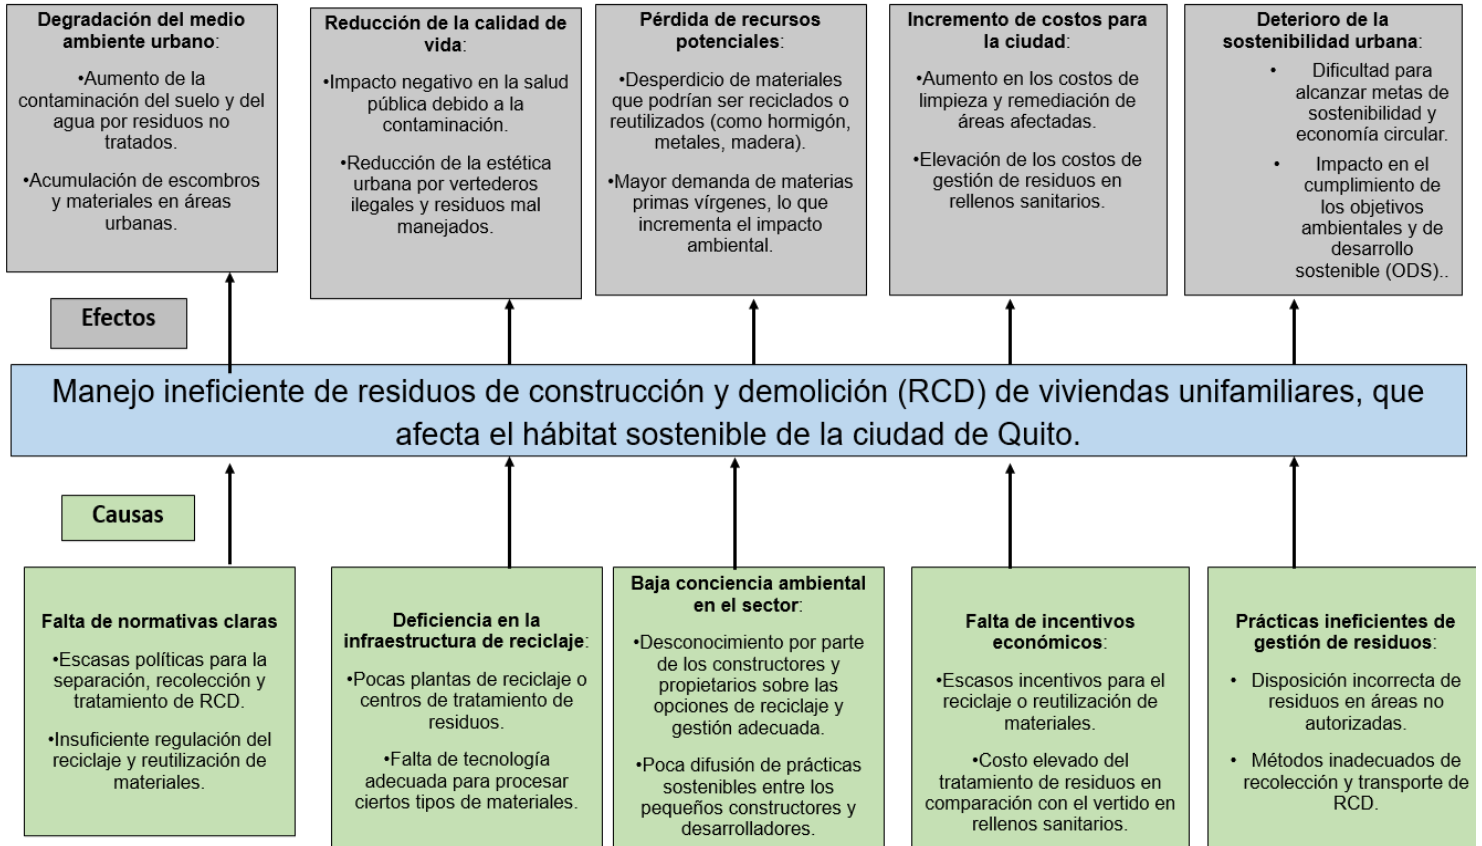 Degradación del medio
ambiente urbano:
•Aumento de la
contaminación del suelo y del
agua por residuos no
tratados.
•Acumulación de escombros
y materiales en áreas
urbanas.
Reducción de la calidad de
vida:
•Impacto negativo en la salud
pública debido a la
contaminación.
•Reducción de la estética
urbana por vertederos
ilegales y residuos mal
manejados.
Pérdida de recursos
potenciales:
•Desperdicio de materiales
que podrían ser reciclados o
reutilizados (como hormigón,
metales, madera).
•Mayor demanda de materias
primas vírgenes, lo que
incrementa el impacto
ambiental.
Incremento de costos para
la ciudad:
•Aumento en los costos de
limpieza y remediación de
áreas afectadas.
•Elevación de los costos de
gestión de residuos en
rellenos sanitarios.
Deterioro de la
sostenibilidad urbana:
• Dificultad para
alcanzar metas de
sostenibilidad y
economía circular.
• Impacto en el
cumplimiento de
los objetivos
ambientales y de
desarrollo
sostenible (ODS)..
Efectos
Manejo ineficiente de residuos de construcción y demolición (RCD) de viviendas unifamiliares, que
afecta el hábitat sostenible de la ciudad de Quito.
Causas
Falta de normativas claras
•Escasas políticas para la
separación, recolección y
tratamiento de RCD.
•Insuficiente regulación del
reciclaje y reutilización de
materiales.
Deficiencia en la
infraestructura de reciclaje:
•Pocas plantas de reciclaje o
centros de tratamiento de
residuos.
•Falta de tecnología
adecuada para procesar
ciertos tipos de materiales.
Baja conciencia ambiental
en el sector:
•Desconocimiento por parte
de los constructores y
propietarios sobre las
opciones de reciclaje y
gestión adecuada.
•Poca difusión de prácticas
sostenibles entre los
pequeños constructores y
desarrolladores.
Falta de incentivos
económicos:
•Escasos incentivos para el
reciclaje o reutilización de
materiales.
•Costo elevado del
tratamiento de residuos en
comparación con el vertido en
rellenos sanitarios.
Prácticas ineficientes de
gestión de residuos:
• Disposición incorrecta de
residuos en áreas no
autorizadas.
• Métodos inadecuados de
recolección y transporte de
RCD.